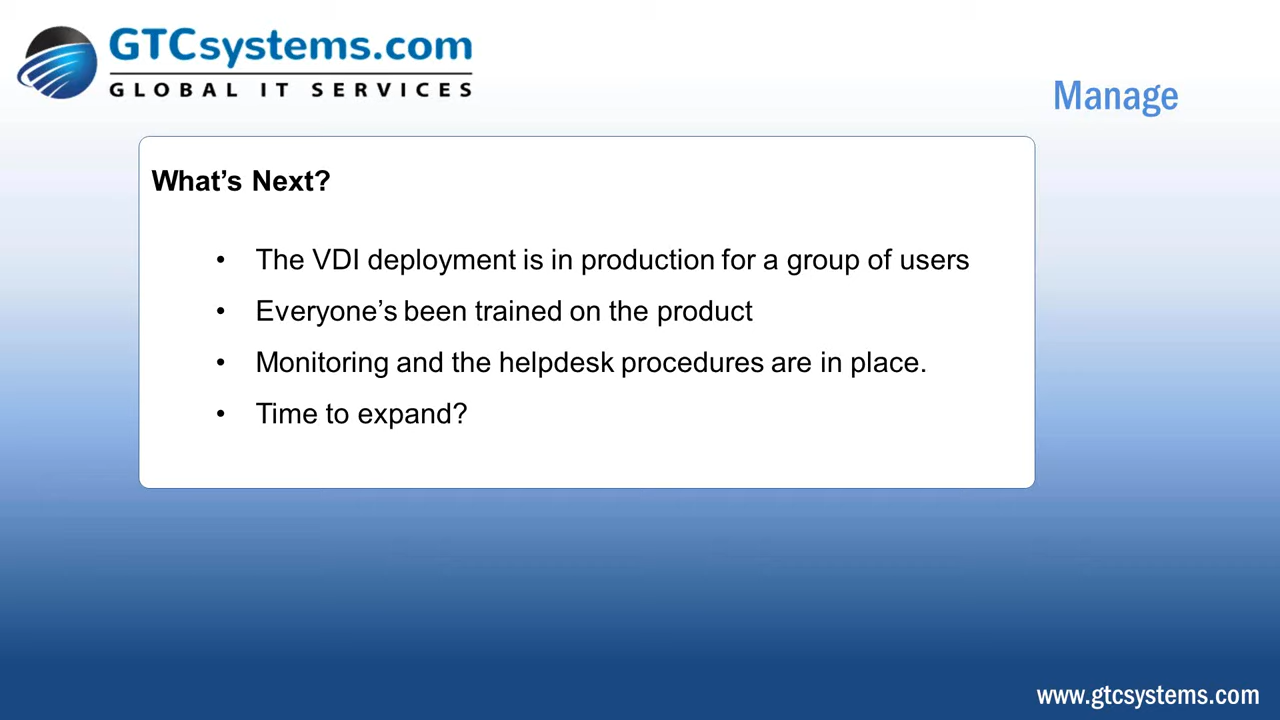 GTCsystems.com
GLOBAL IT SERVICES
Manage
What’s Next?
• The VDI deployment is in production for a group of users
• Everyone’s been trained on the product
• Monitoring and the helpdesk procedures are in place.
• Time to expand?
www.gtcsystems.com